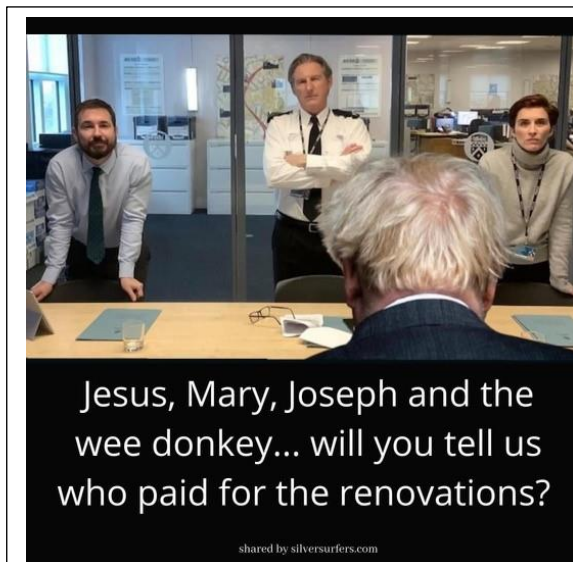 Jesus, Mary, Joseph and the
wee donkey... will you tell us
who paid for the renovations?
shared by silversurfers.com